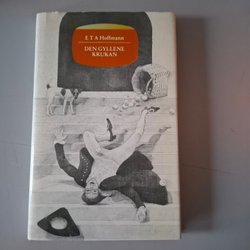 E T A Hoffmann
DEN GYLLENE
KRUKAN